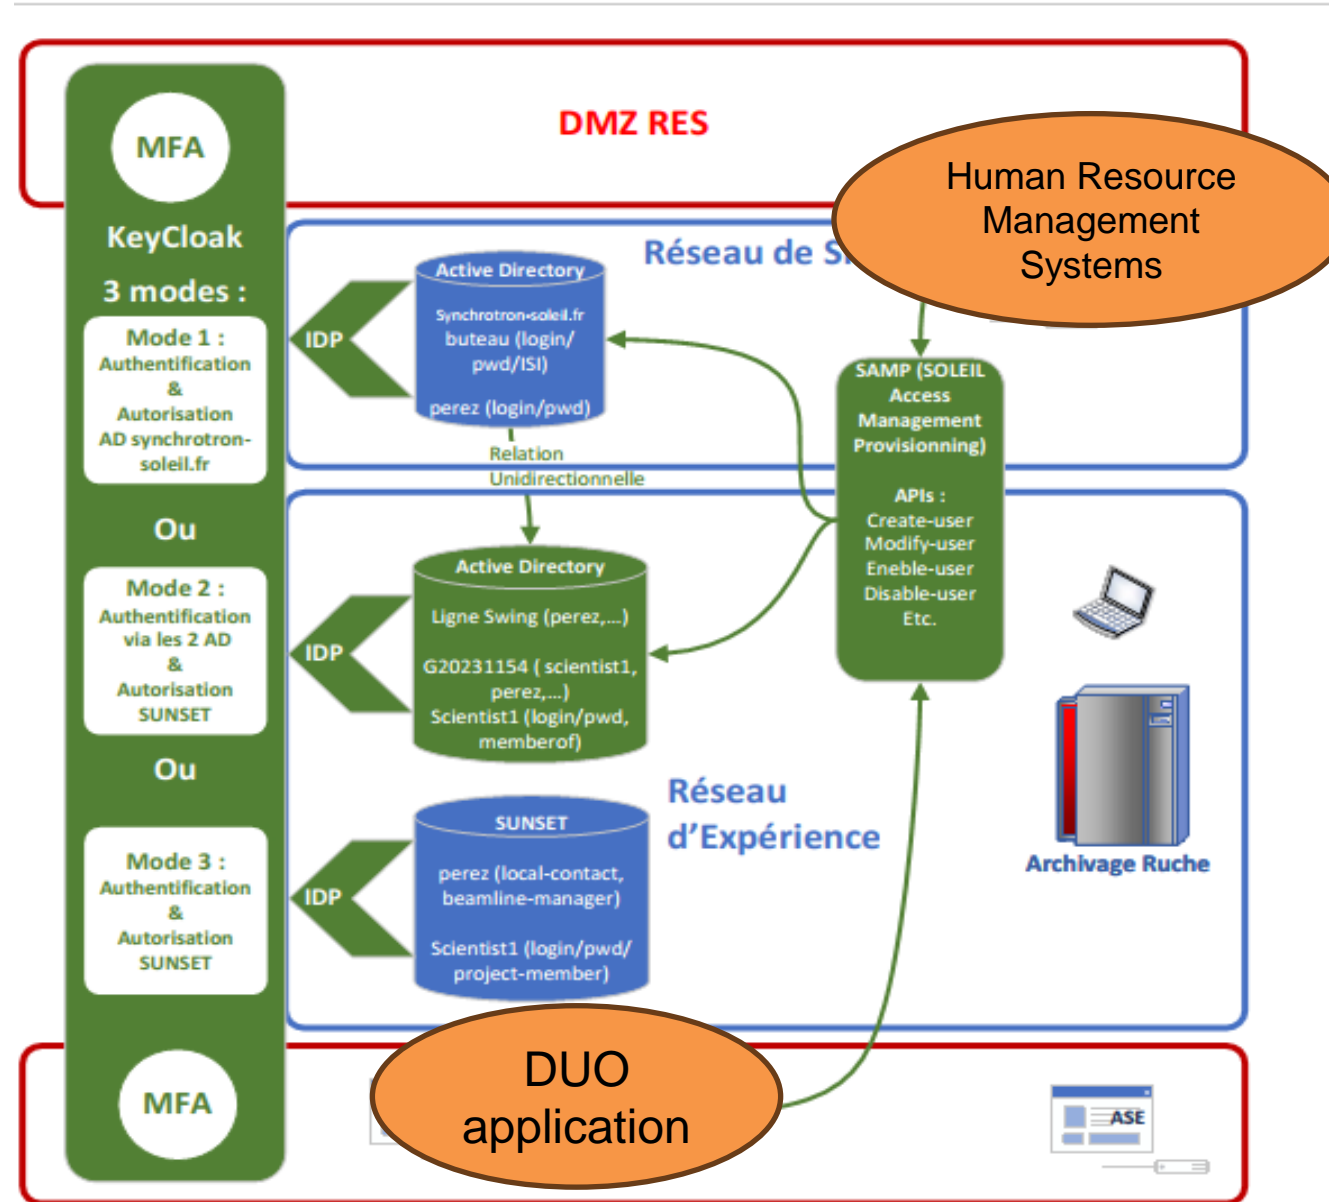 DMZ RES
MFA
KeyCloak
3 modes :
Mode 1 :
Authentification
&
Autorisation
AD synchrotron-
soleil.fr
Ou
Mode 2 :
Authentification
via les 2 AD
&
Autorisation
SUNSET
Ou
Mode 3 :
Authentification
&
Autorisation
SUNSET
MFA
Human Resource
Management
Systems
Réseau de
IDP
Active Directory
Synchrotron-soleil.fr
buteau (login/
pwd/ISI)
perez (login/pwd)
Relation
Unidirectionnelle
SAMP (SOLEIL
Access
Management
Provisionning)
APIs :
Create-user
Modify-user
Eneble-user
Disable-user
Etc.
IDP
Active Directory
Ligne Swing (perez,...)
G20231154 ( scientist1,
perez,...)
Scientist1 (login/pwd,
memberof)
Réseau
d'Expérience
IDP
SUNSET
perez (local-contact,
beamline-manager)
Scientist1 (login/pwd/
project-member)
Archivage Ruche
DUO
application
ASE